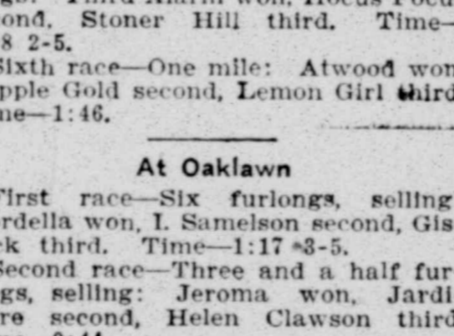 ond, Stoner Hill third. Time—
8 2-5.
Sixth race—One mile: Atwood won
pple Gold second, Lemon Girl third
me—1:46.
At Oaklawn
First race—Six furlongs, selling
rdella won, I. Samelson second, Gis
ck third. Time—1:17 3-5.
Second race—Three and a half fur
gs, selling: Jeroma won, Jardi
re second, Helen Clawson third